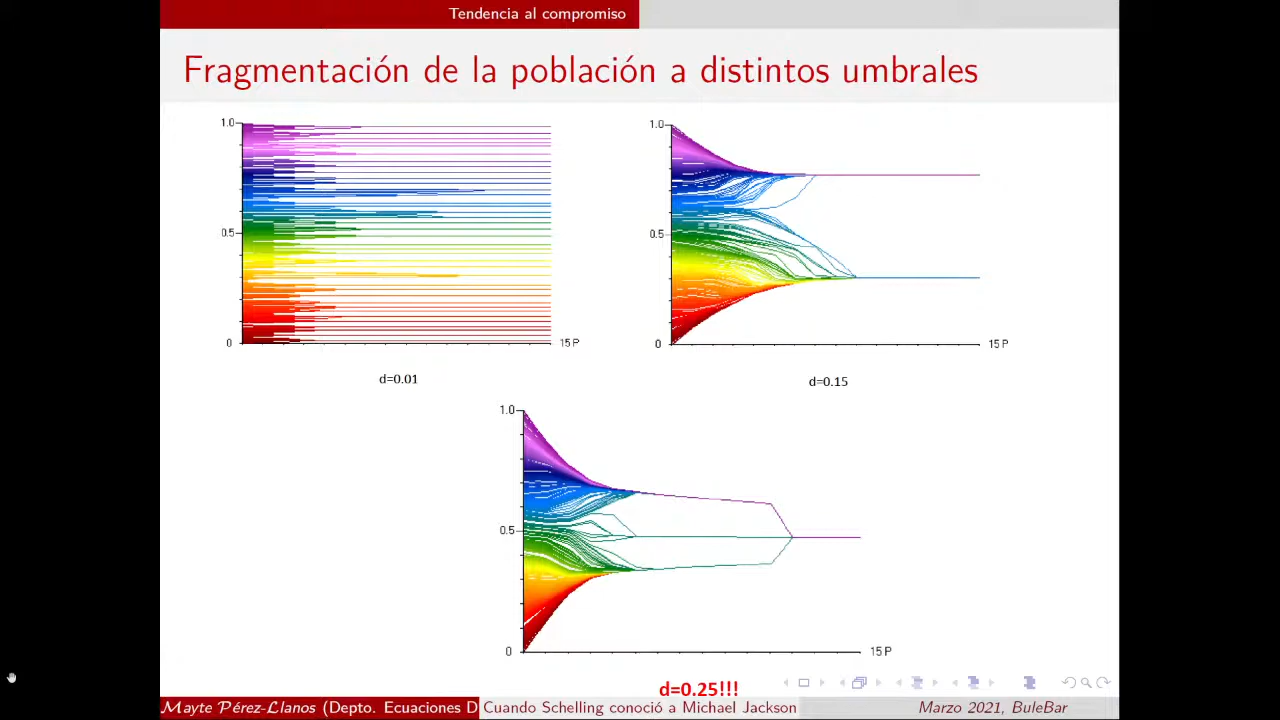 Tendencia al compromiso
Fragmentación de la población a distintos umbrales
1.0
0.5
0
15 P
d=0.01
1.0
0.5
0
15 P
d=0.15
1.0
0.5
0
15 P
d=0.25!!!
Mayte Pérez-Llanos (Depto. Ecuaciones D
Cuando Schelling conoció a Michael Jackson
Marzo 2021, BuleBar